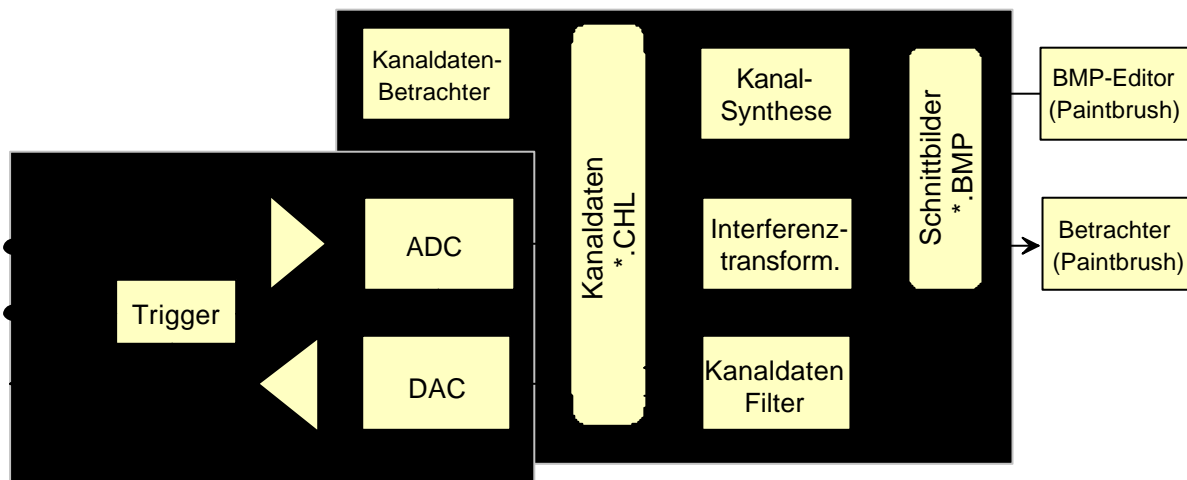 Kanaldaten-
Betrachter
Kanaldaten
*.CHL
Kanal-
Synthese
Schnittbilder
*.BMP
BMP-Editor
(Paintbrush)
ADC
Interferenz-
transform.
Betrachter
(Paintbrush)
Trigger
DAC
Kanaldaten
Filter